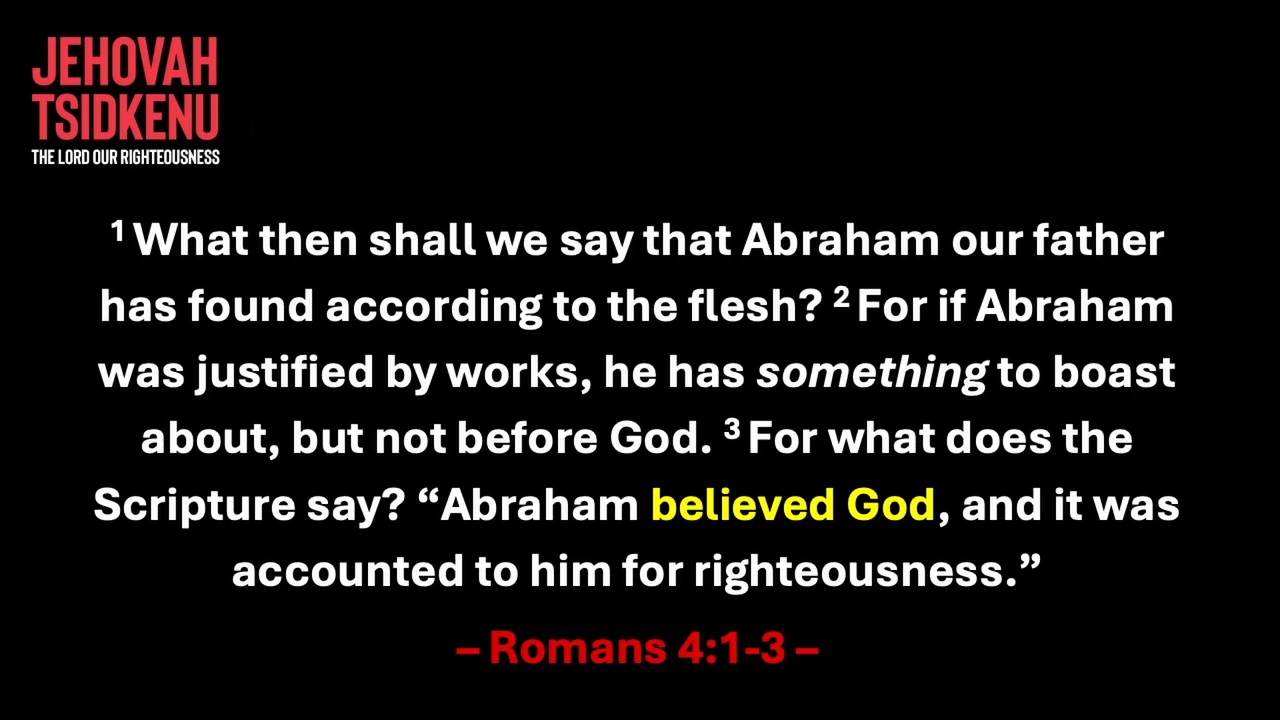 JEHOVAH
TSIDKENU
THE LORD OUR RIGHTEOUSNESS
¹ What then shall we say that Abraham our father
has found according to the flesh? ² For if Abraham
was justified by works, he has something to boast
about, but not before God. ³ For what does the
Scripture say? “Abraham believed God, and it was
accounted to him for righteousness.”
– Romans 4:1-3 –